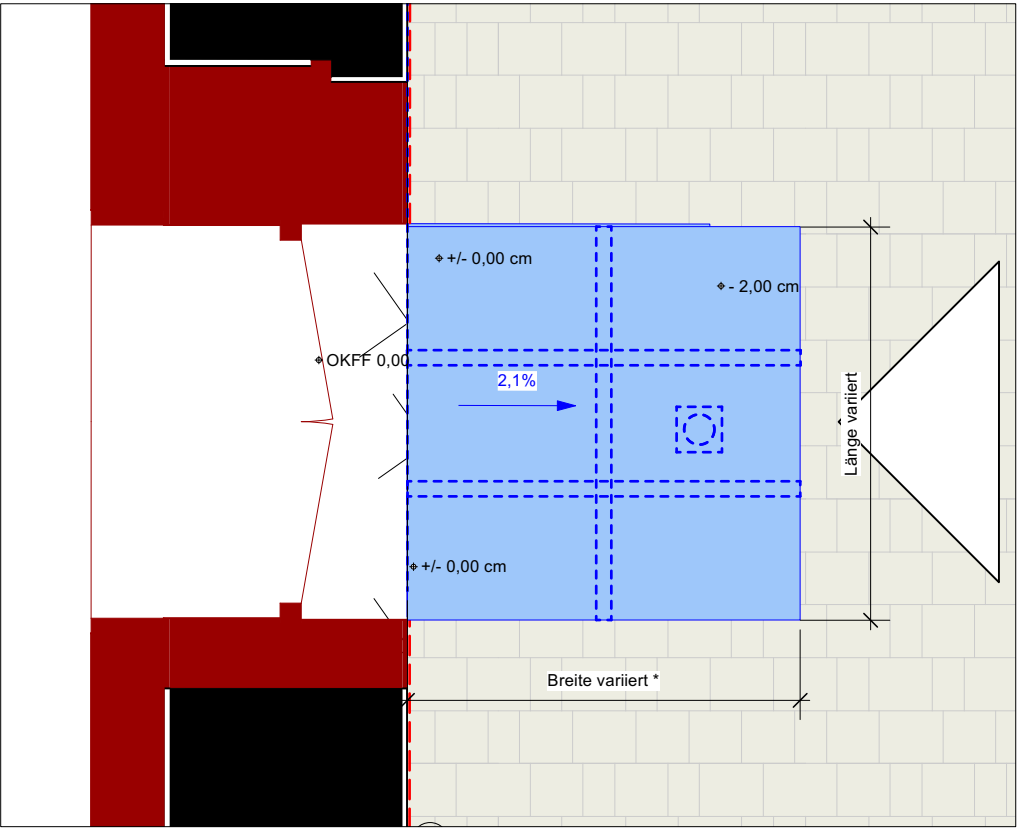 +/- 0,00 cm
- 2,00 cm
OKFF 0,00
2,1%
Länge variiert
+/- 0,00 cm
Breite variiert *